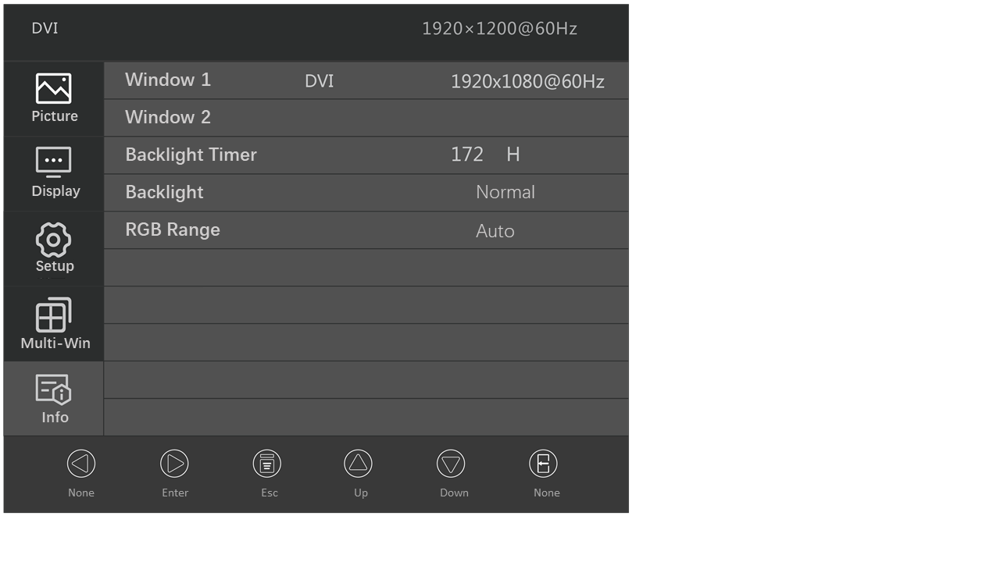 DVI 1920×1200@60Hz
Picture
Display
Setup
Multi-Win
Info
Window 1 DVI 1920x1080@60Hz
Window 2
Backlight Timer 172 H
Backlight Normal
RGB Range Auto
None Enter Esc Up Down None